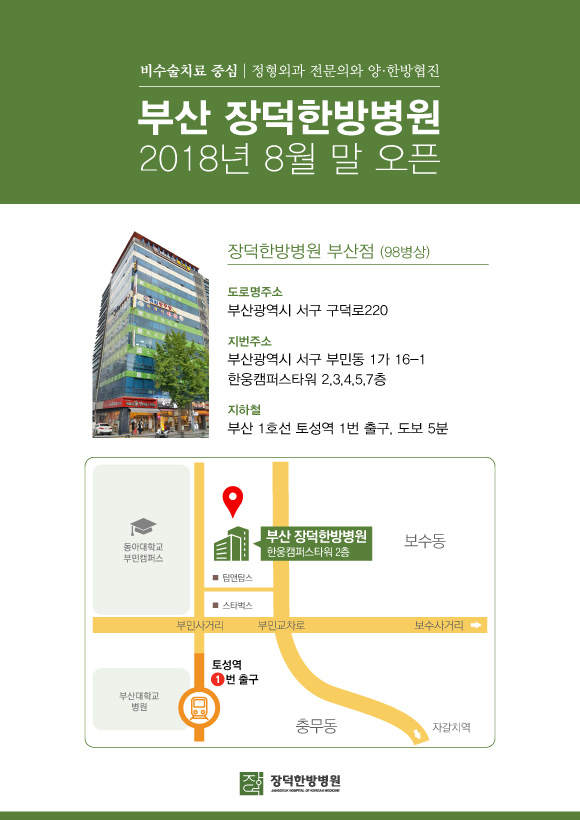 비수술치료 중심 | 정형외과 전문의와 양·한방협진
부산 장덕한방병원
2018년 8월 말 오픈
장덕한방병원 부산점 (98병상)
도로명주소
부산광역시 서구 구덕로220
지번주소
부산광역시 서구 부민동 1가 16-1
한웅캠퍼스타워 2,3,4,5,7층
지하철
부산 1호선 토성역 1번 출구, 도보 5분
동아대학교
부민캠퍼스
부산 장덕한방병원
한웅캠퍼스타워 2층
보수동
탐앤탐스
스타벅스
부민사거리
부민교차로
보수사거리
토성역
1번 출구
부산대학교
병원
충무동
자갈치역
장덕한방병원
JANGDEUK HOSPITAL OF KOREAN MEDICINE